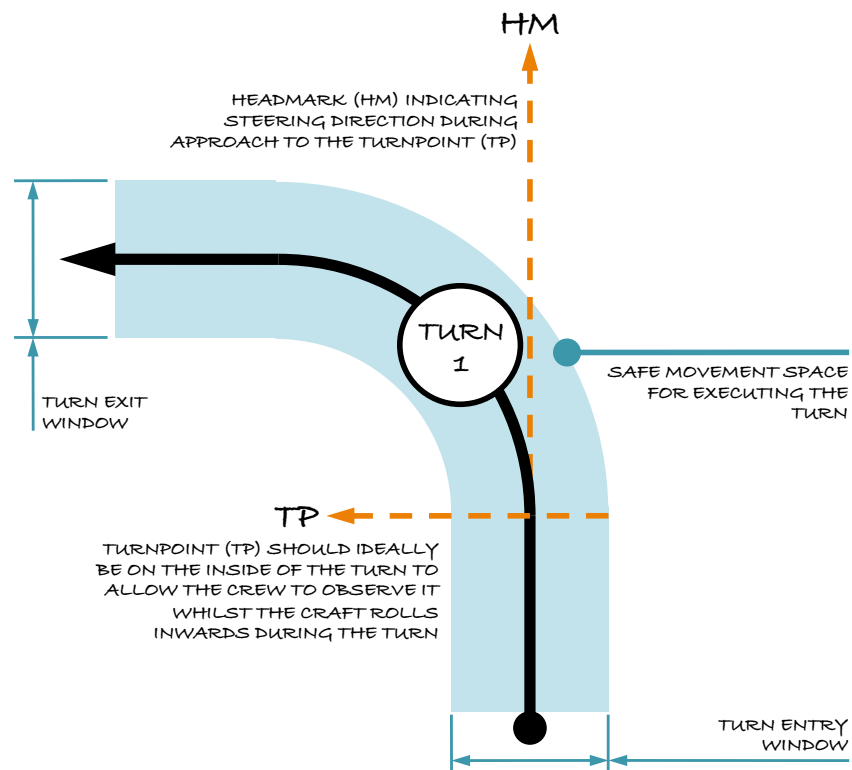 HM
HEADMARK (HM) INDICATING
STEERING DIRECTION DURING
APPROACH TO THE TURNPOINT (TP)
TURN
1
SAFE MOVEMENT SPACE
FOR EXECUTING THE
TURN
TURN EXIT
WINDOW
TP
TURNPOINT (TP) SHOULD IDEALLY
BE ON THE INSIDE OF THE TURN TO
ALLOW THE CREW TO OBSERVE IT
WHILST THE CRAFT ROLLS
INWARDS DURING THE TURN
TURN ENTRY
WINDOW